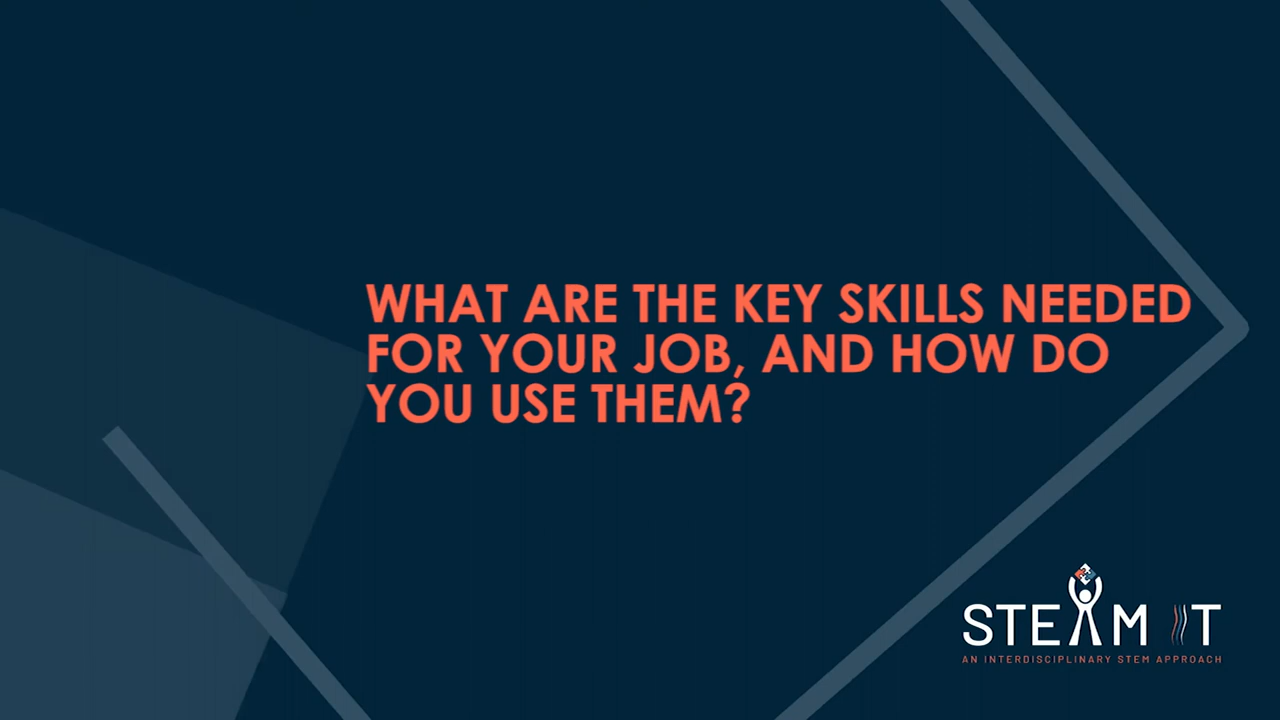 WHAT ARE THE KEY SKILLS NEEDED
FOR YOUR JOB, AND HOW DO
YOU USE THEM?
STEAM IT
AN INTERDISCIPLINARY STEM APPROACH